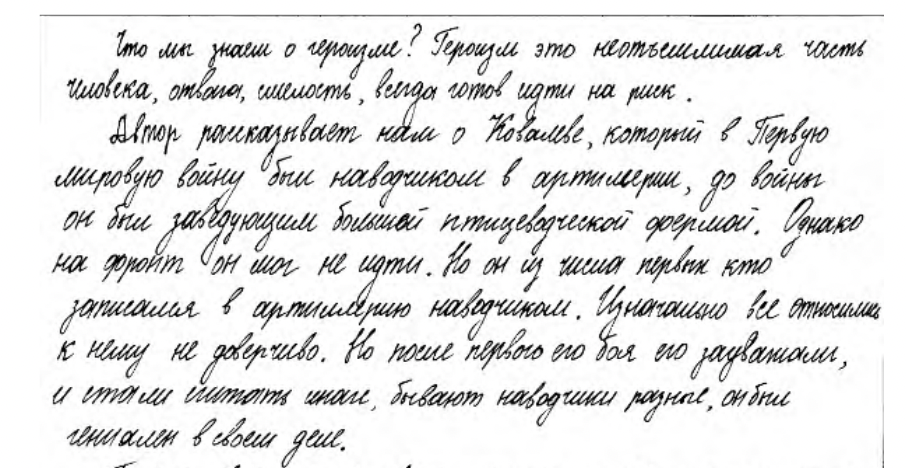 Что мы знаем о героизме? Героизм это неотъемлимая часть
человека, отвага, смелость, всегда готов идти на риск.
Автор рассказывает нам о Ковалеве, который в Первую
мировую войну был наводчиком в артиллерии, до войны
он был заведующим большой птицеводческой фермой. Однако
на фронт он мог не идти. Но он из числа первых кто
записался в артиллерию наводчиком. Изначально все относились
к нему не доверчиво. Но после первого его боя его зауважали,
и стали считать иначе, бывают наводчики разные, он был
гениален в своем деле.